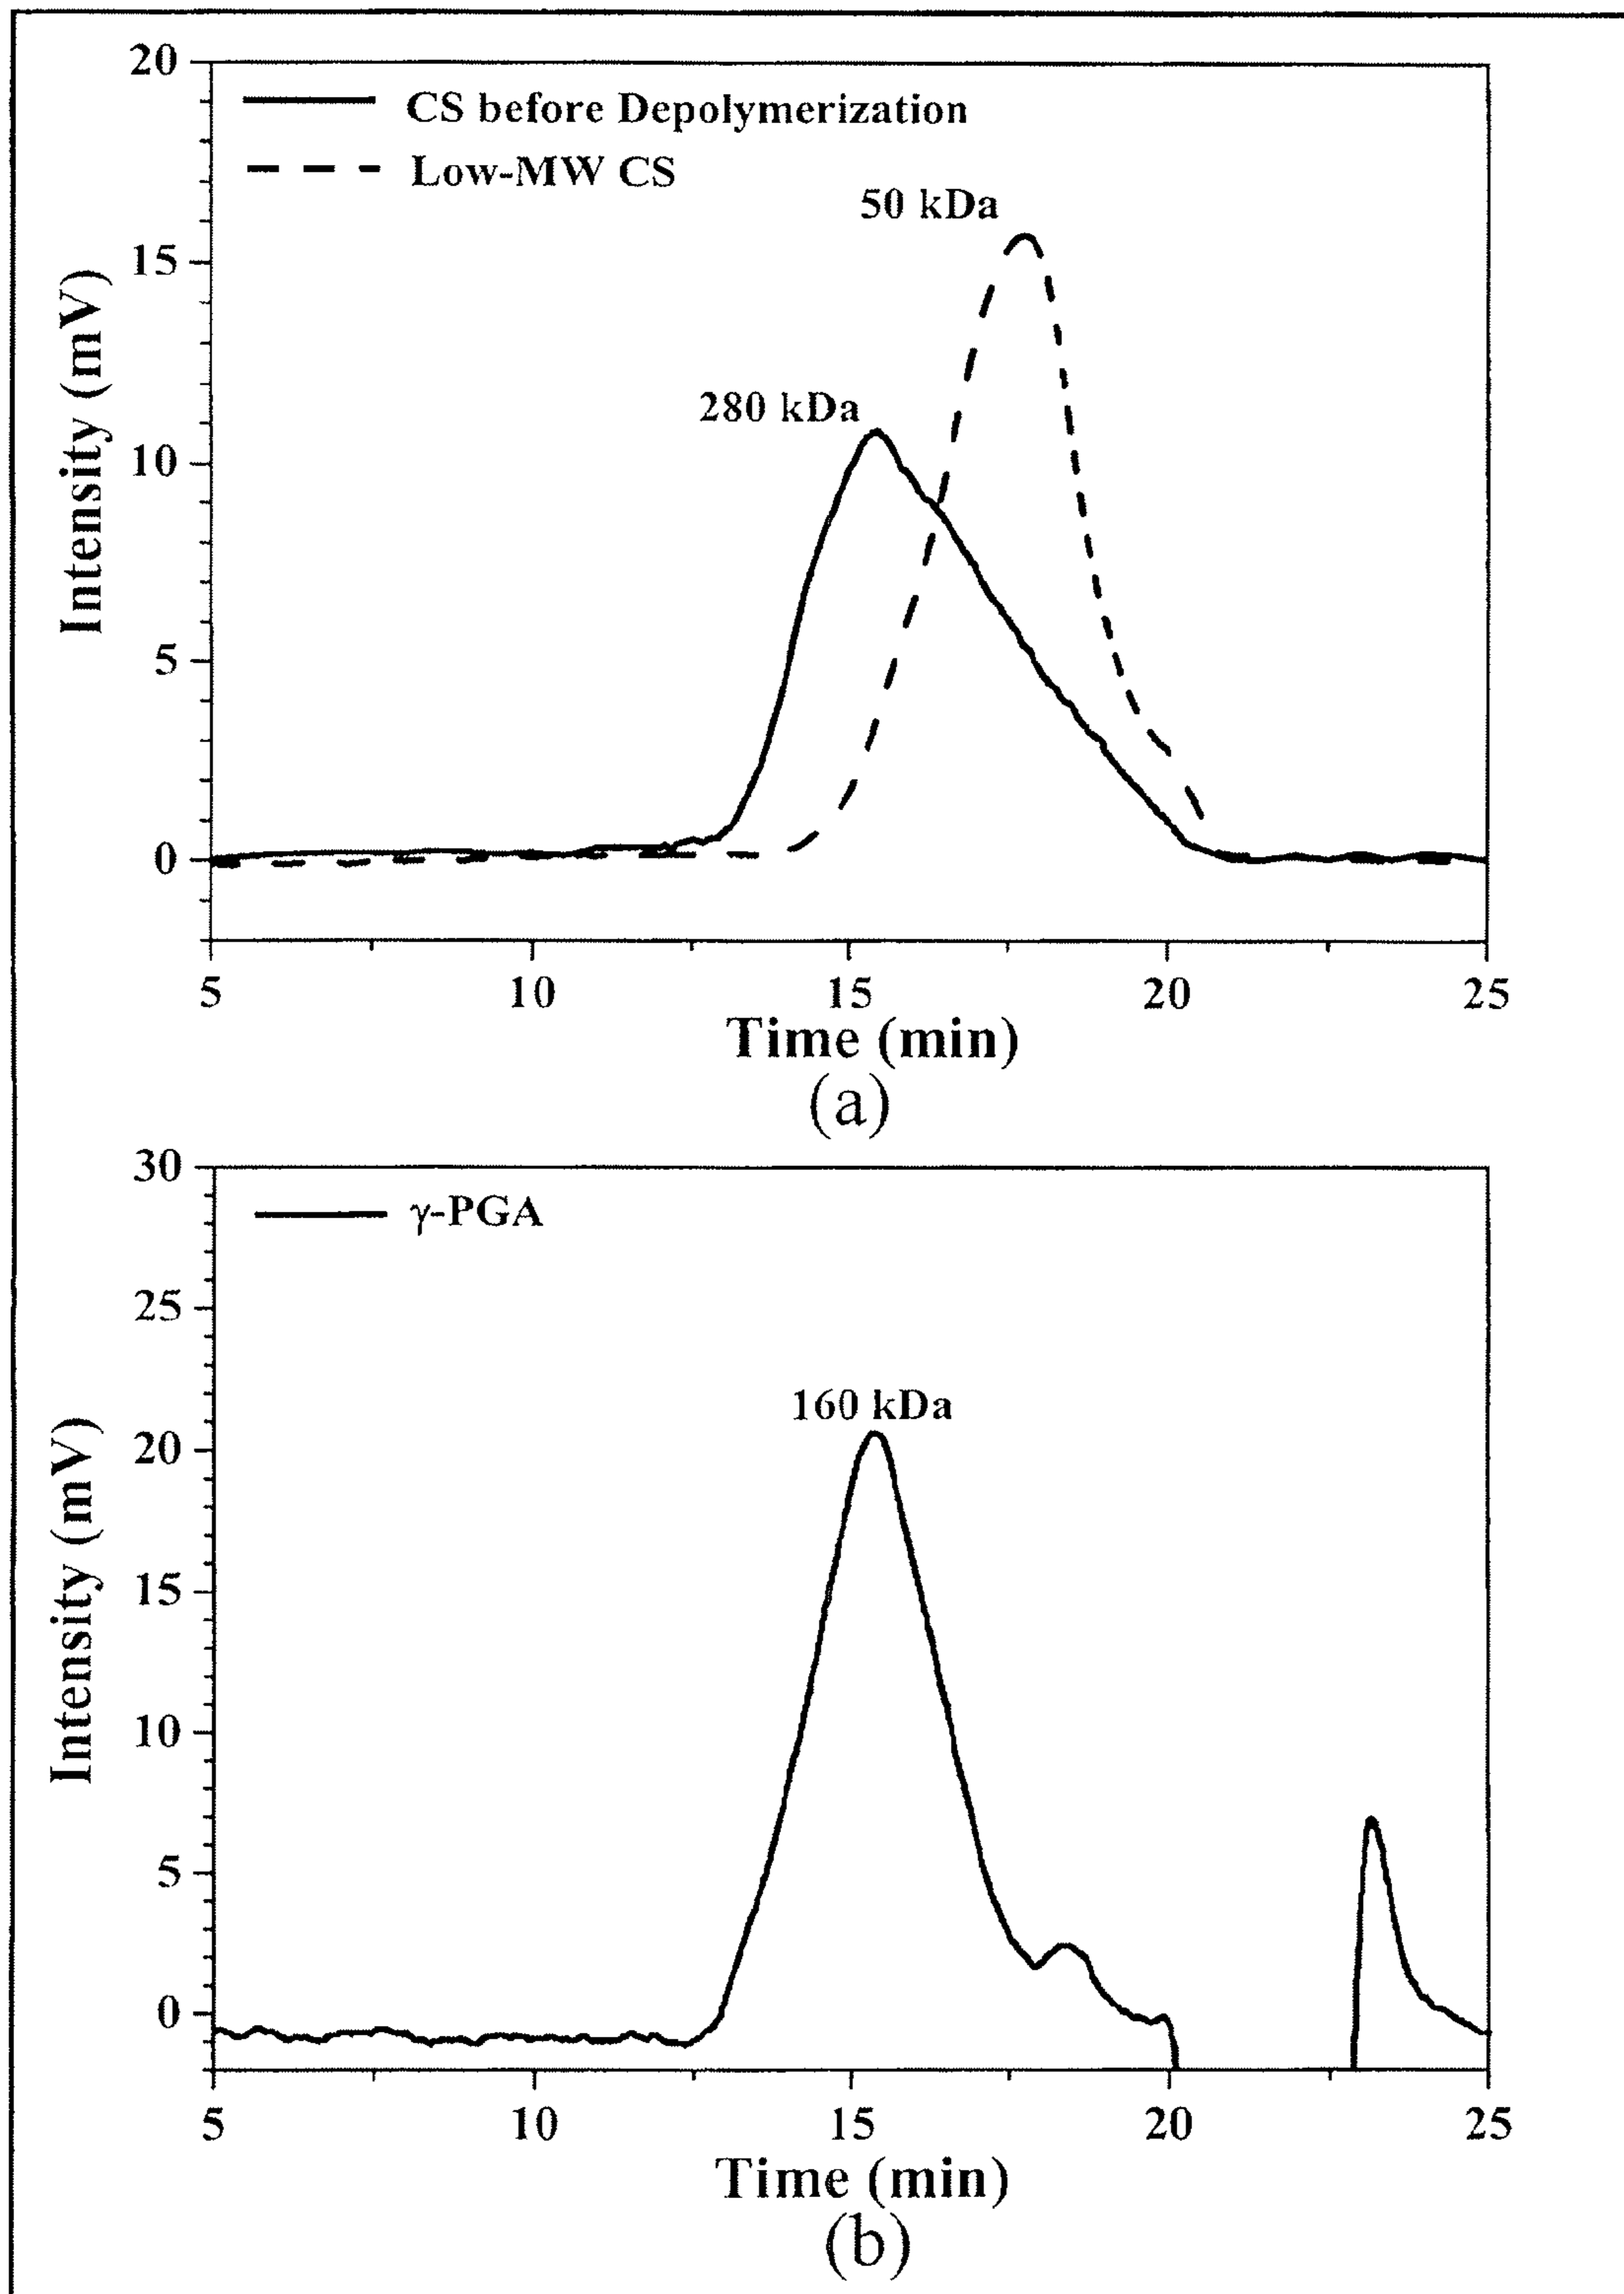 20
CS before Depolymerization
Low-MW CS
50 kDa
15
280 kDa
10
Intensity (mV)
5
0
5 10 15 20 25
Time (min)
(a)
30
γ-PGA
25
160 kDa
20
Intensity (mV)
15
10
5
0
5 10 15 20 25
Time (min)
(b)